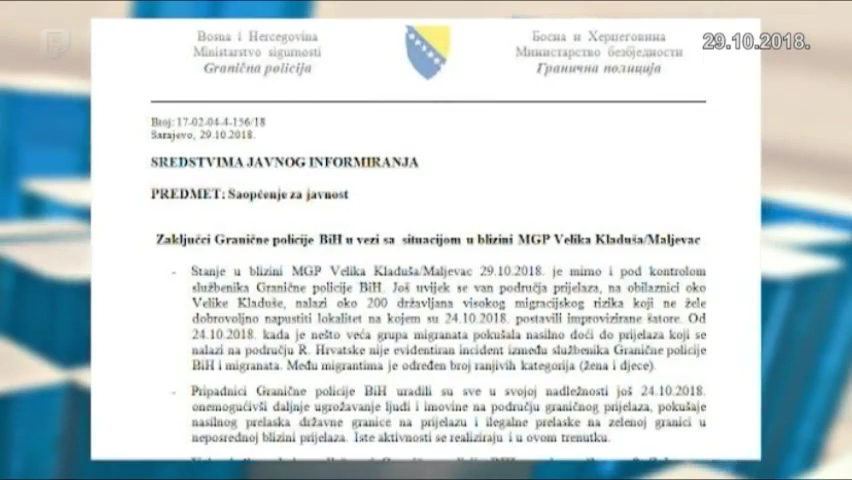 Bosna i Hercegovina
Ministarstvo sigurnosti
Granična policija
Босна и Херцеговина
Министарство безбједности
Гранична полиција
29.10.2018.
Broj: 17-02-04-4-156/18
Sarajevo, 29.10.2018.
SREDSTVIMA JAVNOG INFORMIRANJA
PREDMET: Saopćenje za javnost
Zaključci Granične policije BiH u vezi sa situacijom u blizini MGP Velika Kladuša/Maljevac
- Stanje u blizini MGP Velika Kladuša/Maljevac 29.10.2018. je mirno i pod kontrolom
službenika Granične policije BiH. Još uvijek se van područja prijelaza, na obilaznici oko
Velike Kladuše, nalazi oko 200 državljana visokog migracijskog rizika koji ne žele
dobrovoljno napustiti lokalitet na kojem su 24.10.2018. postavili improvizirane šatore. Od
24.10.2018. kada je nešto veća grupa migranata pokušala nasilno doći do prijelaza koji se
nalazi na području R. Hrvatske nije evidentiran incident između službenika Granične policije
BiH i migranata. Među migrantima je određen broj ranjivih kategorija (žena i djece).
- Pripadnici Granične policije BiH uradili su sve u svojoj nadležnosti još 24.10.2018.
onemogućivši daljnje ugrožavanje ljudi i imovine na području graničnog prijelaza, pokušaje
nasilnog prelaska državne granice na prijelazu i ilegalne prelaske na zelenoj granici u
neposrednoj blizini prijelaza. Iste aktivnosti se realiziraju i u ovom trenutku.